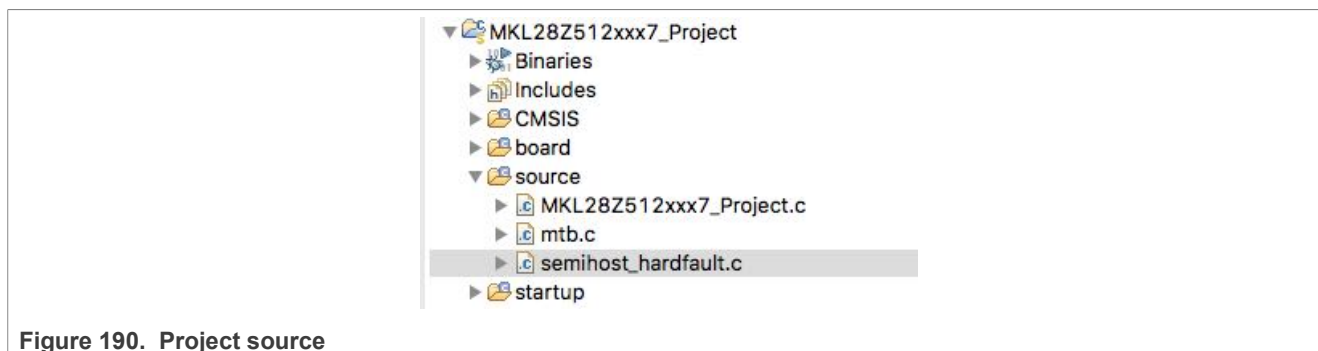 MKL28Z512xxx7_Project
Binaries
Includes
CMSIS
board
source
MKL28Z512xxx7_Project.c
mtb.c
semihost_hardfault.c
startup
Figure 190. Project source